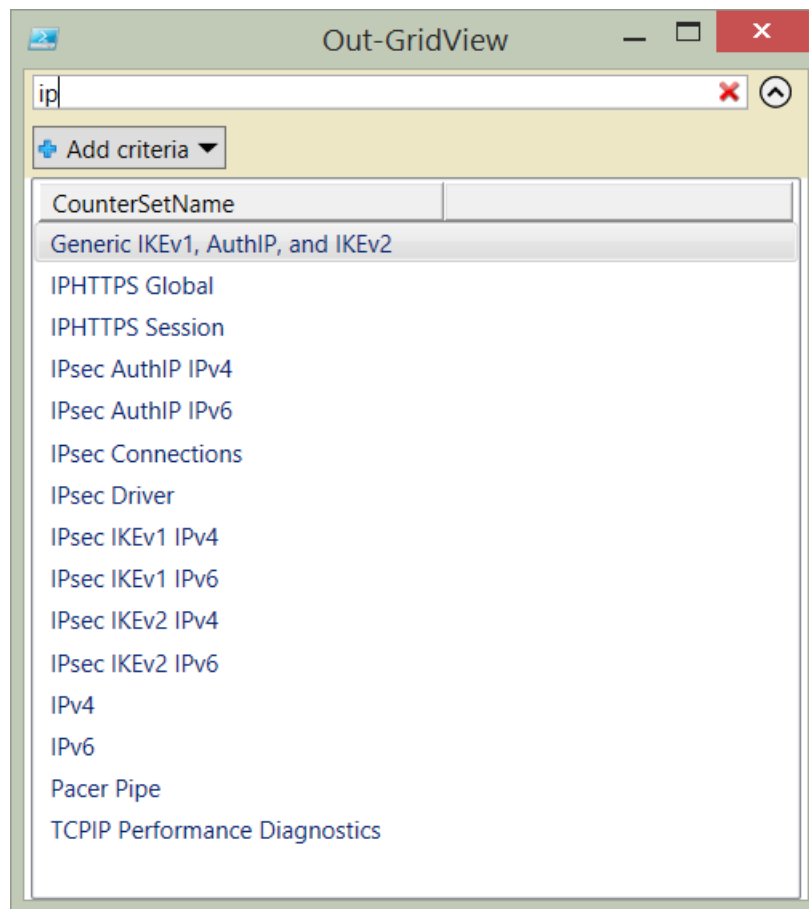 Out-GridView
ip
Add criteria
CounterSetName
Generic IKEv1, AuthIP, and IKEv2
IPHTTPS Global
IPHTTPS Session
IPsec AuthIP IPv4
IPsec AuthIP IPv6
IPsec Connections
IPsec Driver
IPsec IKEv1 IPv4
IPsec IKEv1 IPv6
IPsec IKEv2 IPv4
IPsec IKEv2 IPv6
IPv4
IPv6
Pacer Pipe
TCPIP Performance Diagnostics